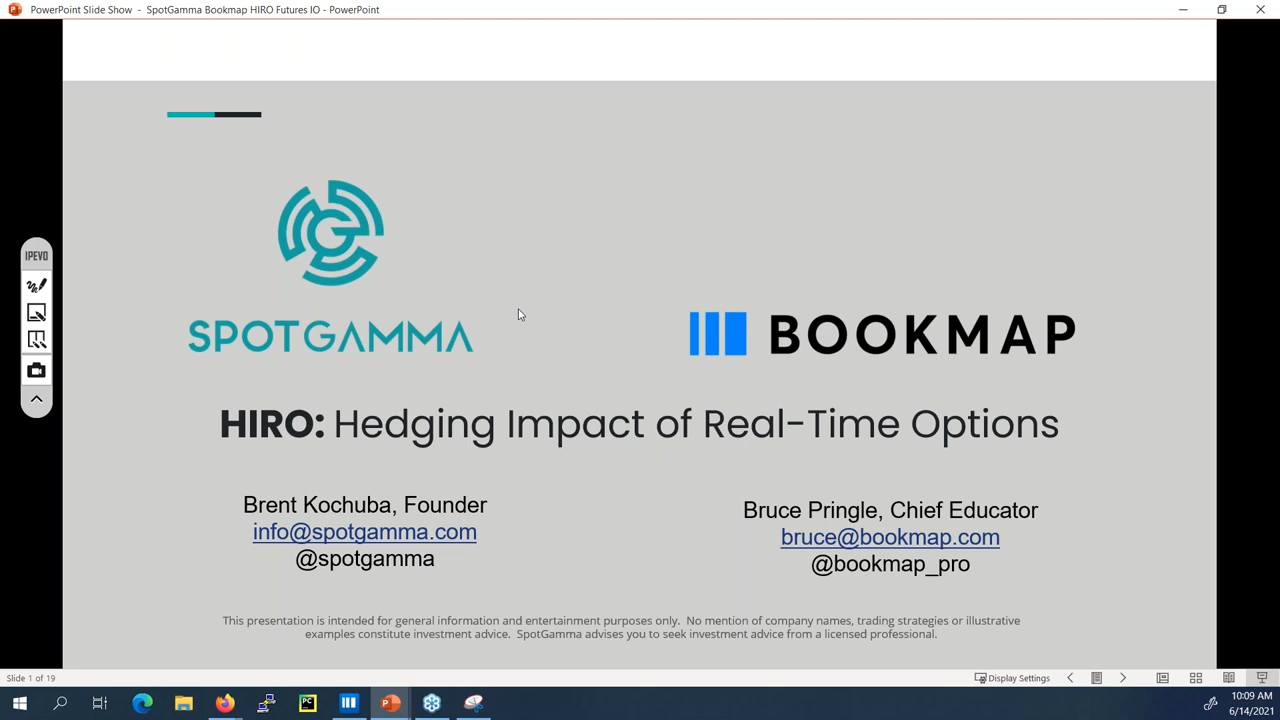 PowerPoint Slide Show - SpotGamma Bookmap HIRO Futures IO - PowerPoint
IPEVO
SPOTGAMMA
BOOKMAP
HIRO: Hedging Impact of Real-Time Options
Brent Kochuba, Founder
info@spotgamma.com
@spotgamma
Bruce Pringle, Chief Educator
bruce@bookmap.com
@bookmap_pro
This presentation is intended for general information and entertainment purposes only. No mention of company names, trading strategies or illustrative
examples constitute investment advice. SpotGamma advises you to seek investment advice from a licensed professional.
Slide 1 of 19
Display Settings
PC
10:09 AM
6/14/2021